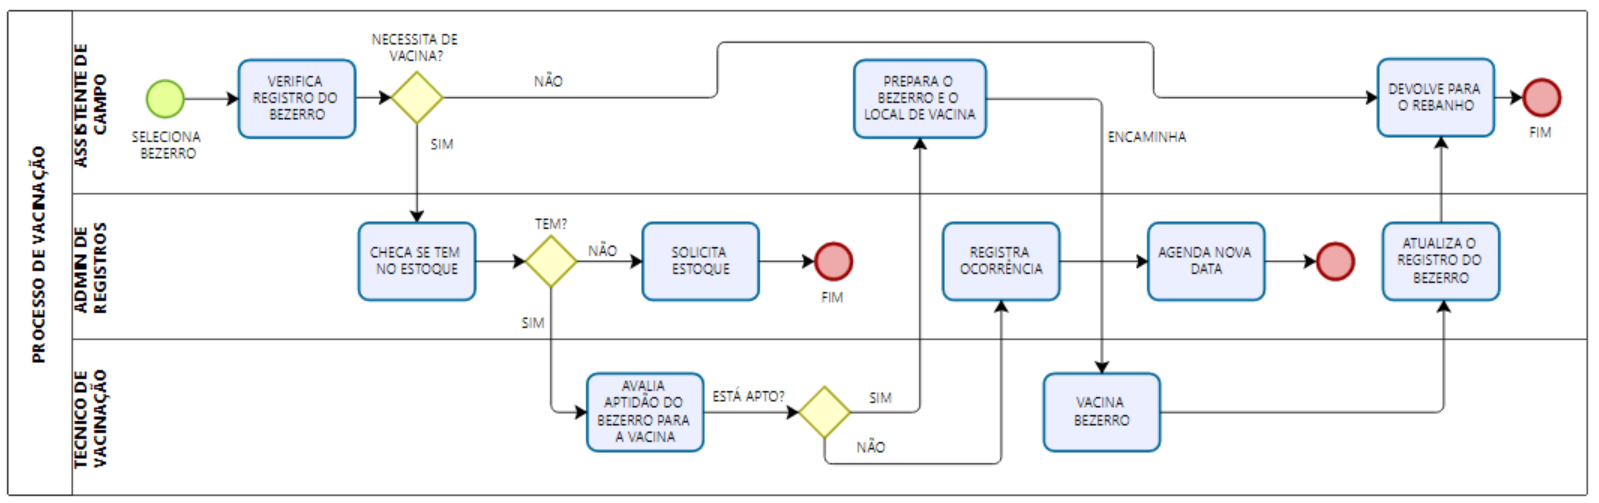 PROCESSO DE VACINAÇÃO
ASSISTENTE DE
CAMPO
SELECIONA
BEZERRO
VERIFICA
REGISTRO DO
BEZERRO
NECESSITA DE
VACINA?
NÃO
SIM
PREPARA O
BEZERRO E O
LOCAL DE VACINA
ENCAMINHA
DEVOLVE PARA
O REBANHO
FIM
ADMIN DE
REGISTROS
CHECA SE TEM
NO ESTOQUE
TEM?
NÃO
SIM
SOLICITA
ESTOQUE
FIM
REGISTRA
OCORRÊNCIA
AGENDA NOVA
DATA
ATUALIZA O
REGISTRO DO
BEZERRO
TECNICO DE
VACINAÇÃO
AVALIA
APTIDÃO DO
BEZERRO PARA
A VACINA
ESTÁ APTO?
SIM
NÃO
VACINA
BEZERRO